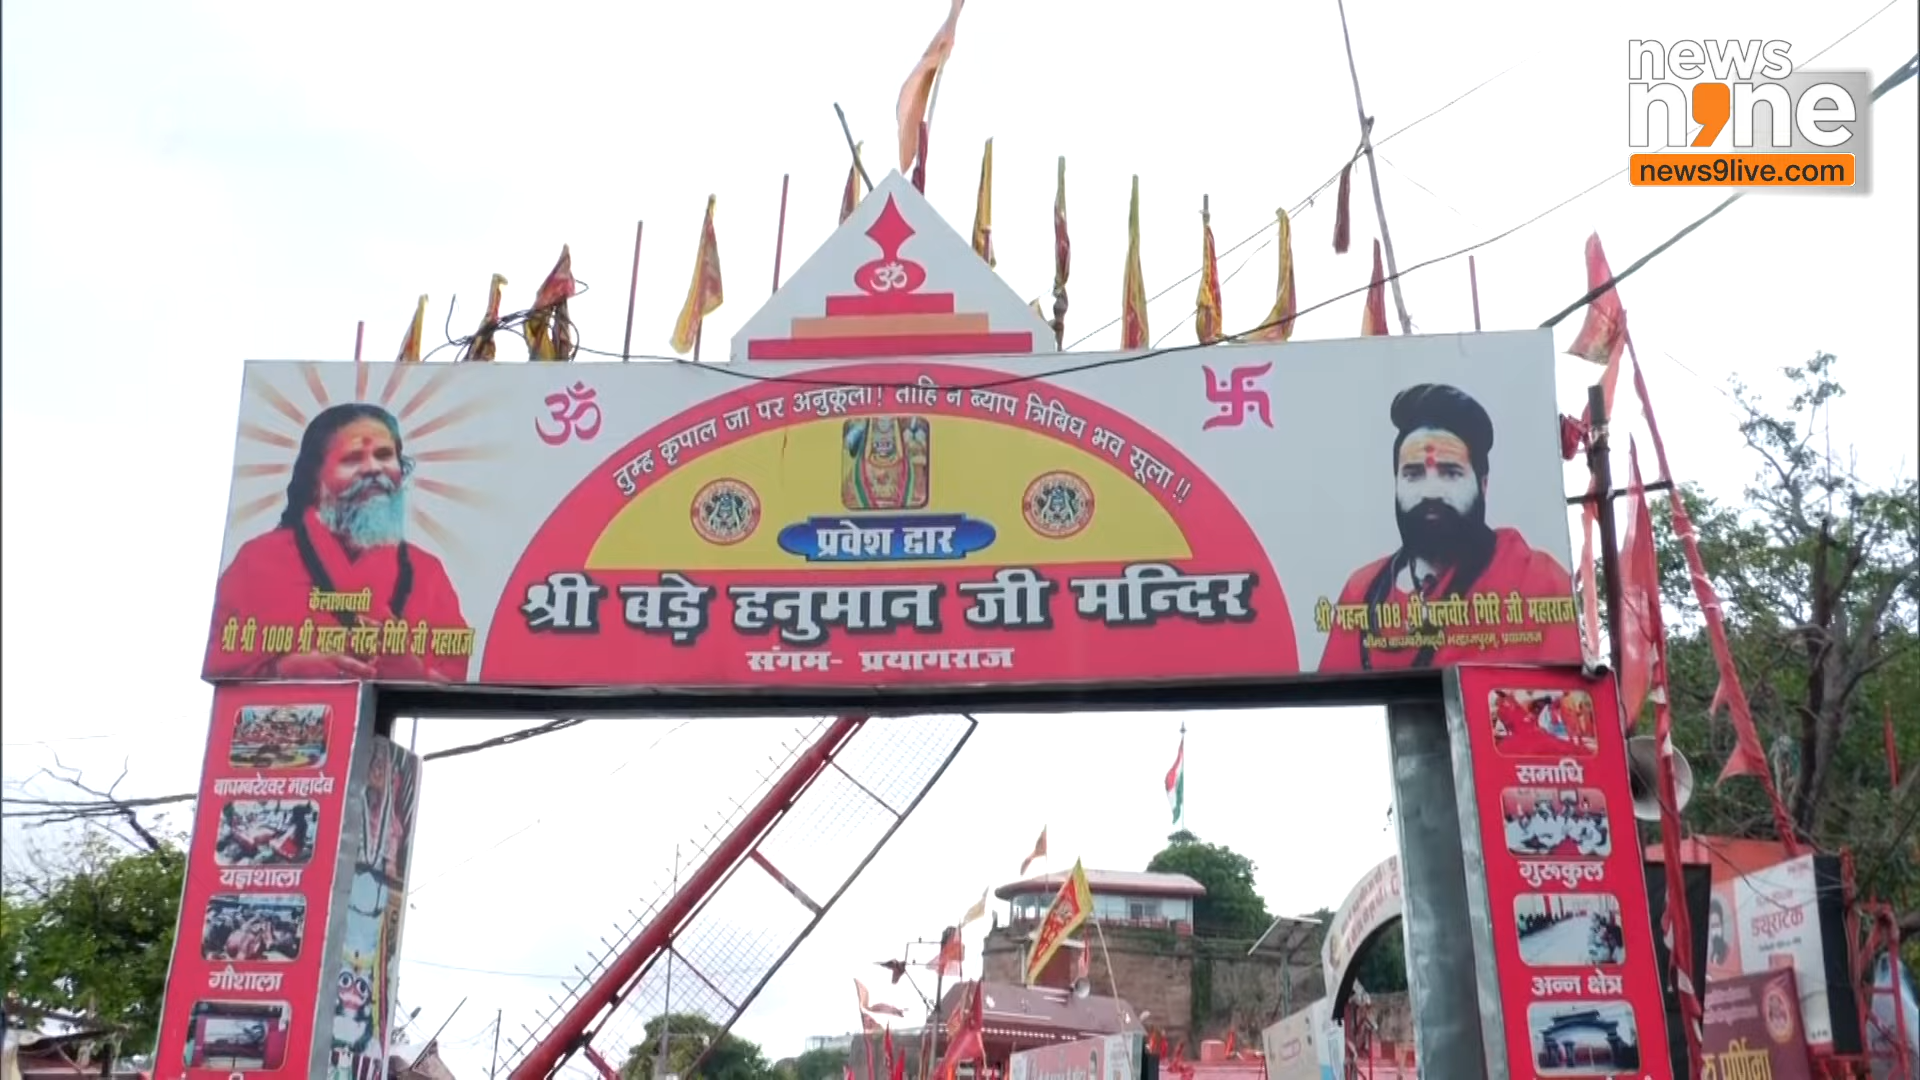 news
n9ne
news9live.com
ॐ
तुम्ह कृपाल जा पर अनुकूला! ताहि न ब्याप त्रिबिध भव सूला!!
ॐ
प्रवेश द्वार
श्री बड़े हनुमान जी मन्दिर
संगम- प्रयागराज
कैलाशवासी
श्री श्री 1008 श्री महन्त नरेन्द्र गिरि जी महाराज
श्री महन्त 108 श्री बलवीर गिरि जी महाराज
बाघम्बरेश्वर महादेव
यज्ञशाला
गौशाला
समाधि
गुरूकुल
अन्न क्षेत्र
ड्यूराटेक
पूर्णिमा